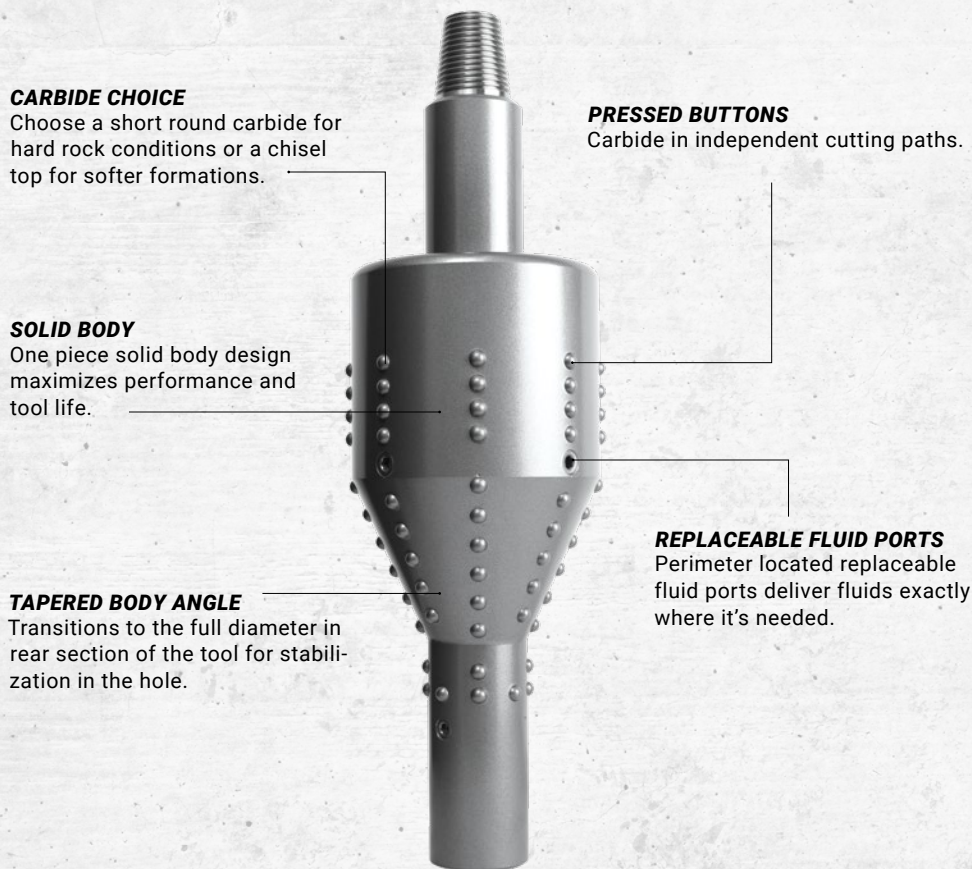 CARBIDE CHOICE
Choose a short round carbide for
hard rock conditions or a chisel
top for softer formations.
PRESSED BUTTONS
Carbide in independent cutting paths.
SOLID BODY
One piece solid body design
maximizes performance and
tool life.
REPLACEABLE FLUID PORTS
Perimeter located replaceable
fluid ports deliver fluids exactly
where it's needed.
TAPERED BODY ANGLE
Transitions to the full diameter in
rear section of the tool for stabili-
zation in the hole.